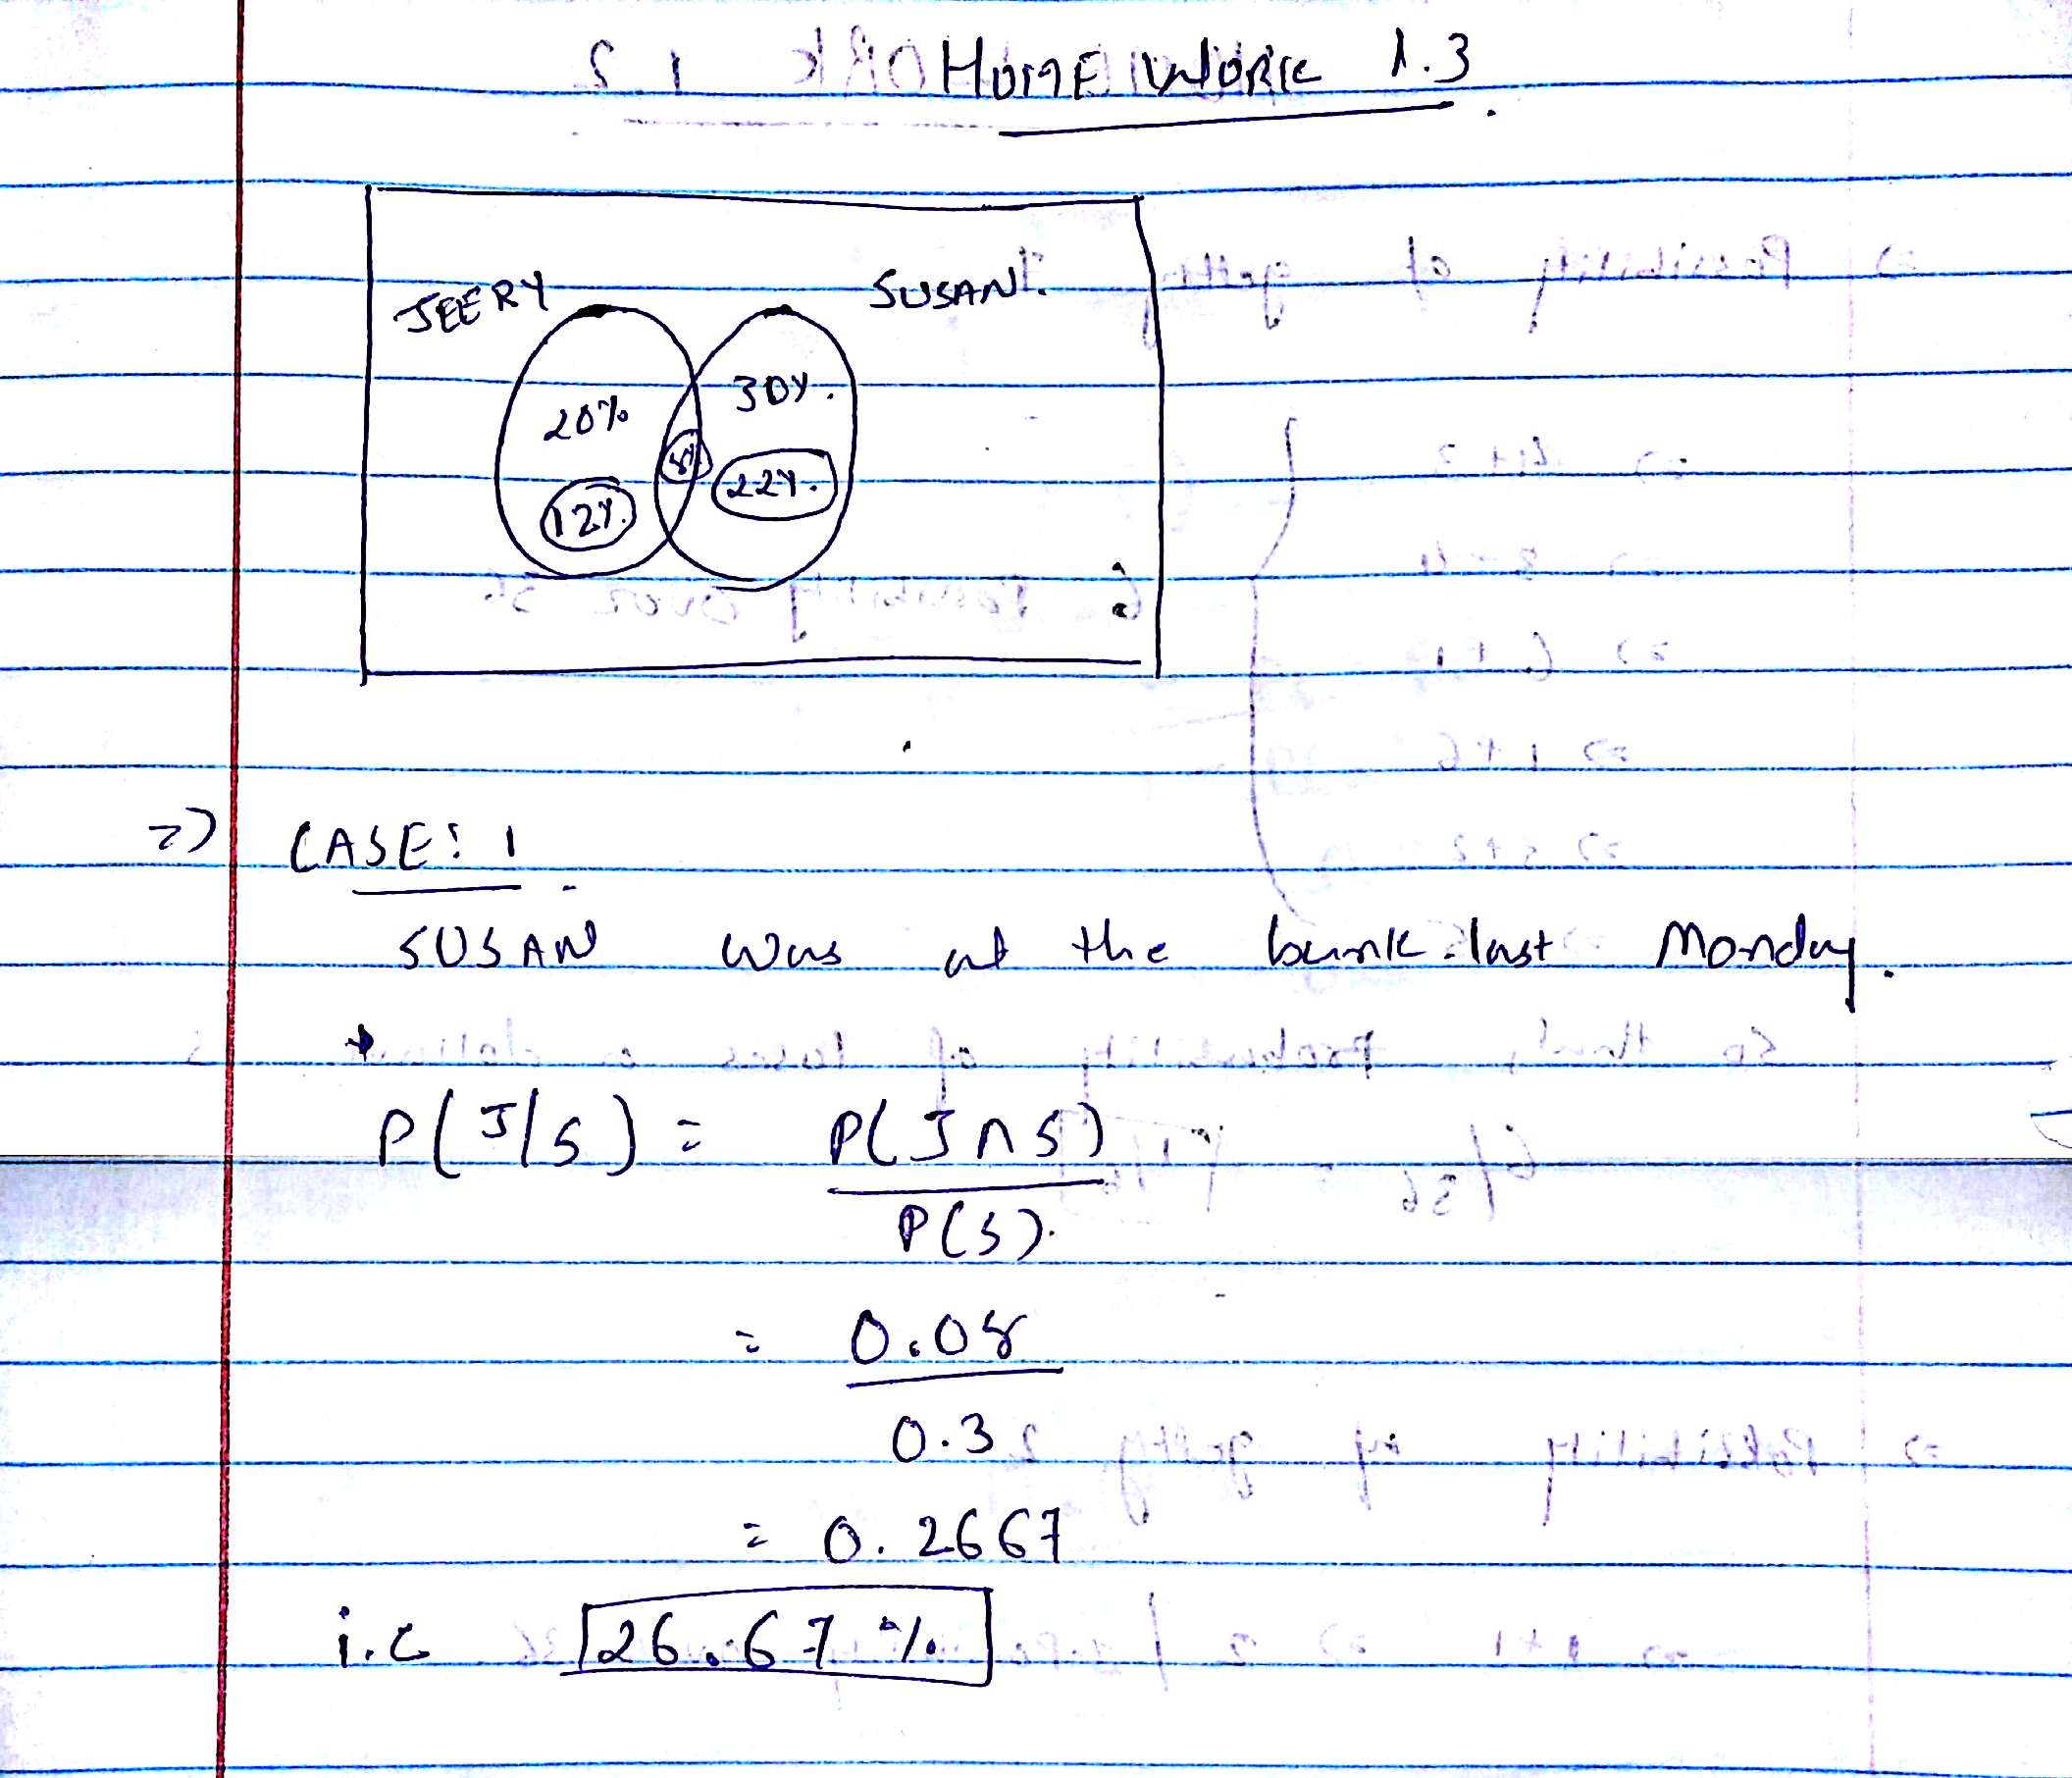 HOME WORK 1.3
JEERY SUSAN.
20% 30%.
8% 22%.
12%.
=) CASE: 1
SUSAN was at the bank last Monday.
P(J/S) = P(J∩S)
P(S).
= 0.08
0.3
= 0.2667
i.e 26.67 %